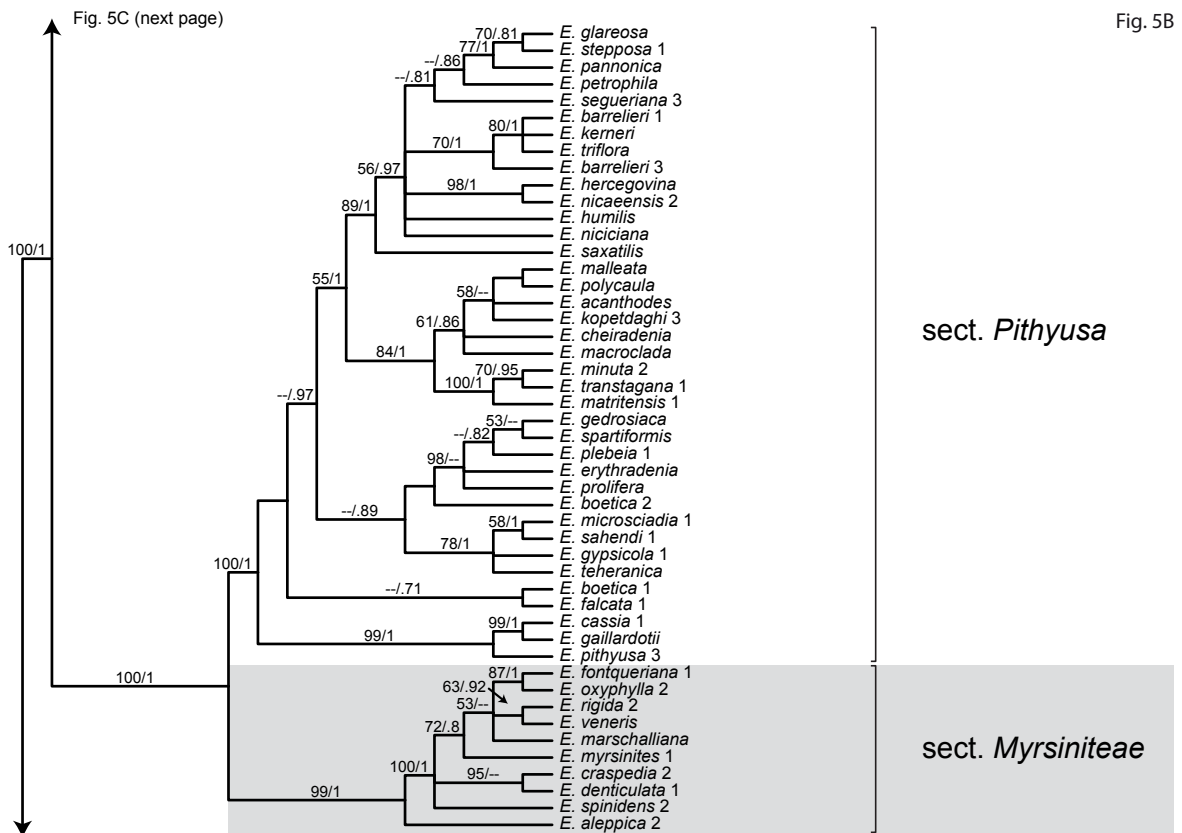 Fig. 5C (next page)
Fig. 5B
70/.81
E. glareosa
77/1
E. stepposa 1
--/.86
E. pannonica
--/.81
E. petrophila
E. segueriana 3
E. barrelieri 1
80/1
E. kerneri
70/1
E. triflora
56/.97
E. barrelieri 3
98/1
E. hercegovina
E. nicaeensis 2
89/1
E. humilis
E. niciciana
100/1
E. saxatilis
E. malleata
55/1
E. polycaula
58/--
E. acanthodes
E. kopetdaghi 3
61/.86
E. cheiradenia
84/1
E. macroclada
70/.95
E. minuta 2
100/1
E. transtagana 1
--/.97
E. matritensis 1
53/--
E. gedrosiaca
--/.82
E. spartiformis
E. plebeia 1
98/--
E. erythradenia
E. prolifera
E. boetica 2
--/.89
58/1
E. microsciadia 1
E. sahendi 1
78/1
E. gypsicola 1
E. teheranica
100/1
--/.71
E. boetica 1
E. falcata 1
99/1
E. cassia 1
99/1
E. gaillardotii
E. pithyusa 3
sect. Pithyusa
100/1
87/1
E. fontqueriana 1
63/.92
E. oxyphylla 2
53/--
E. rigida 2
E. veneris
72/.8
E. marschalliana
E. myrsinites 1
100/1
95/--
E. craspedia 2
99/1
E. denticulata 1
E. spinidens 2
E. aleppica 2
sect. Myrsiniteae